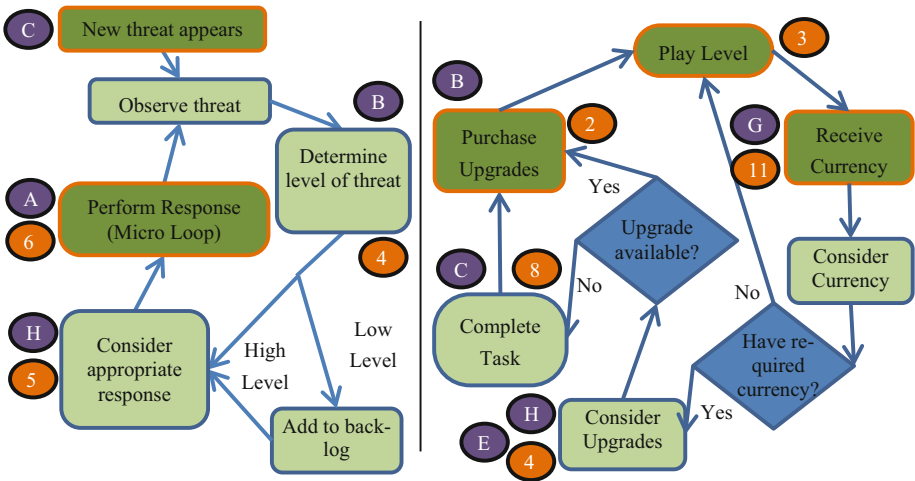 C
New threat appears
Observe threat
B
Determine
level of threat
4
A
6
Perform Response
(Micro Loop)
H
5
Consider
appropriate
response
High
Level
Low
Level
Add to back-
log
3
Play Level
B
2
Purchase
Upgrades
G
11
Receive
Currency
Yes
Upgrade
available?
Consider
Currency
C
8
No
No
Complete
Task
Have re-
quired
currency?
Yes
H
E
4
Consider
Upgrades